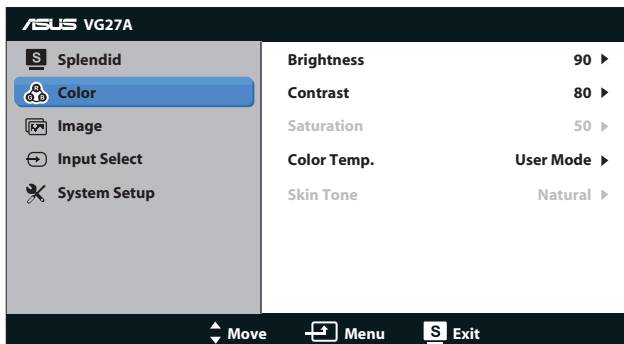 ASUS VG27A
S Splendid
Color
Image
Input Select
System Setup
Brightness 90
Contrast 80
Saturation 50
Color Temp. User Mode
Skin Tone Natural
Move Menu S Exit